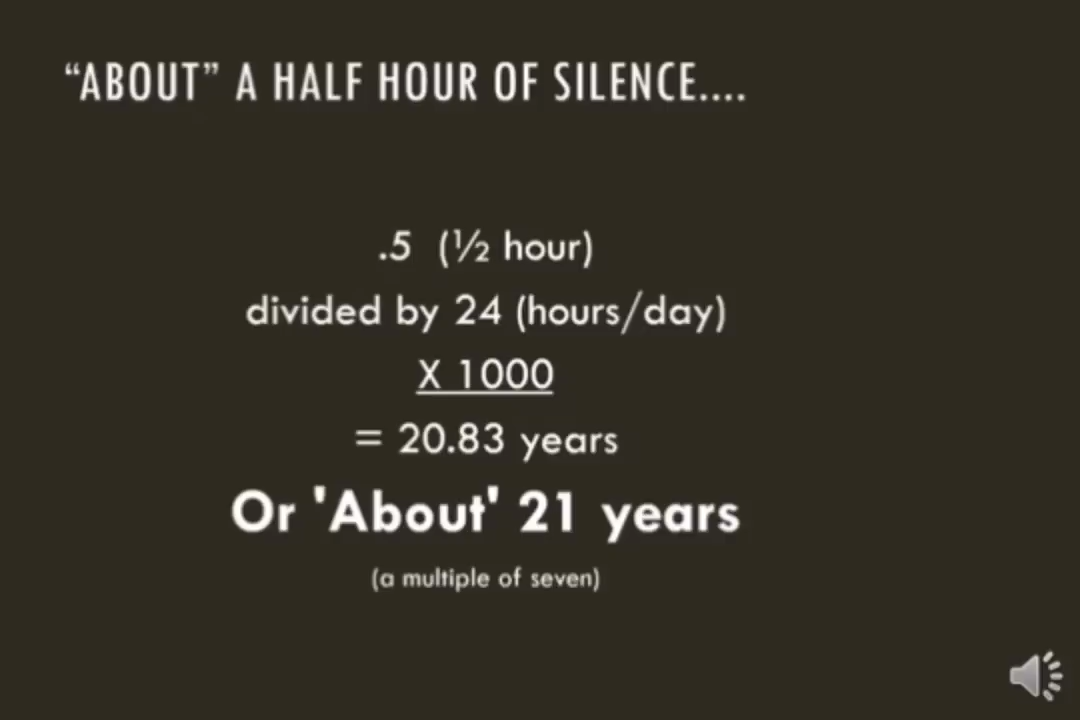 “ABOUT” A HALF HOUR OF SILENCE....
.5 (½ hour)
divided by 24 (hours/day)
X 1000
= 20.83 years
Or 'About' 21 years
(a multiple of seven)